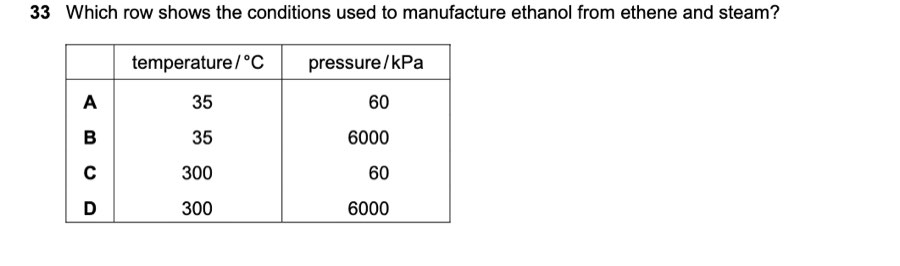 33 Which row shows the conditions used to manufacture ethanol from ethene and steam?
temperature/°C pressure/kPa
A 35 60
B 35 6000
C 300 60
D 300 6000